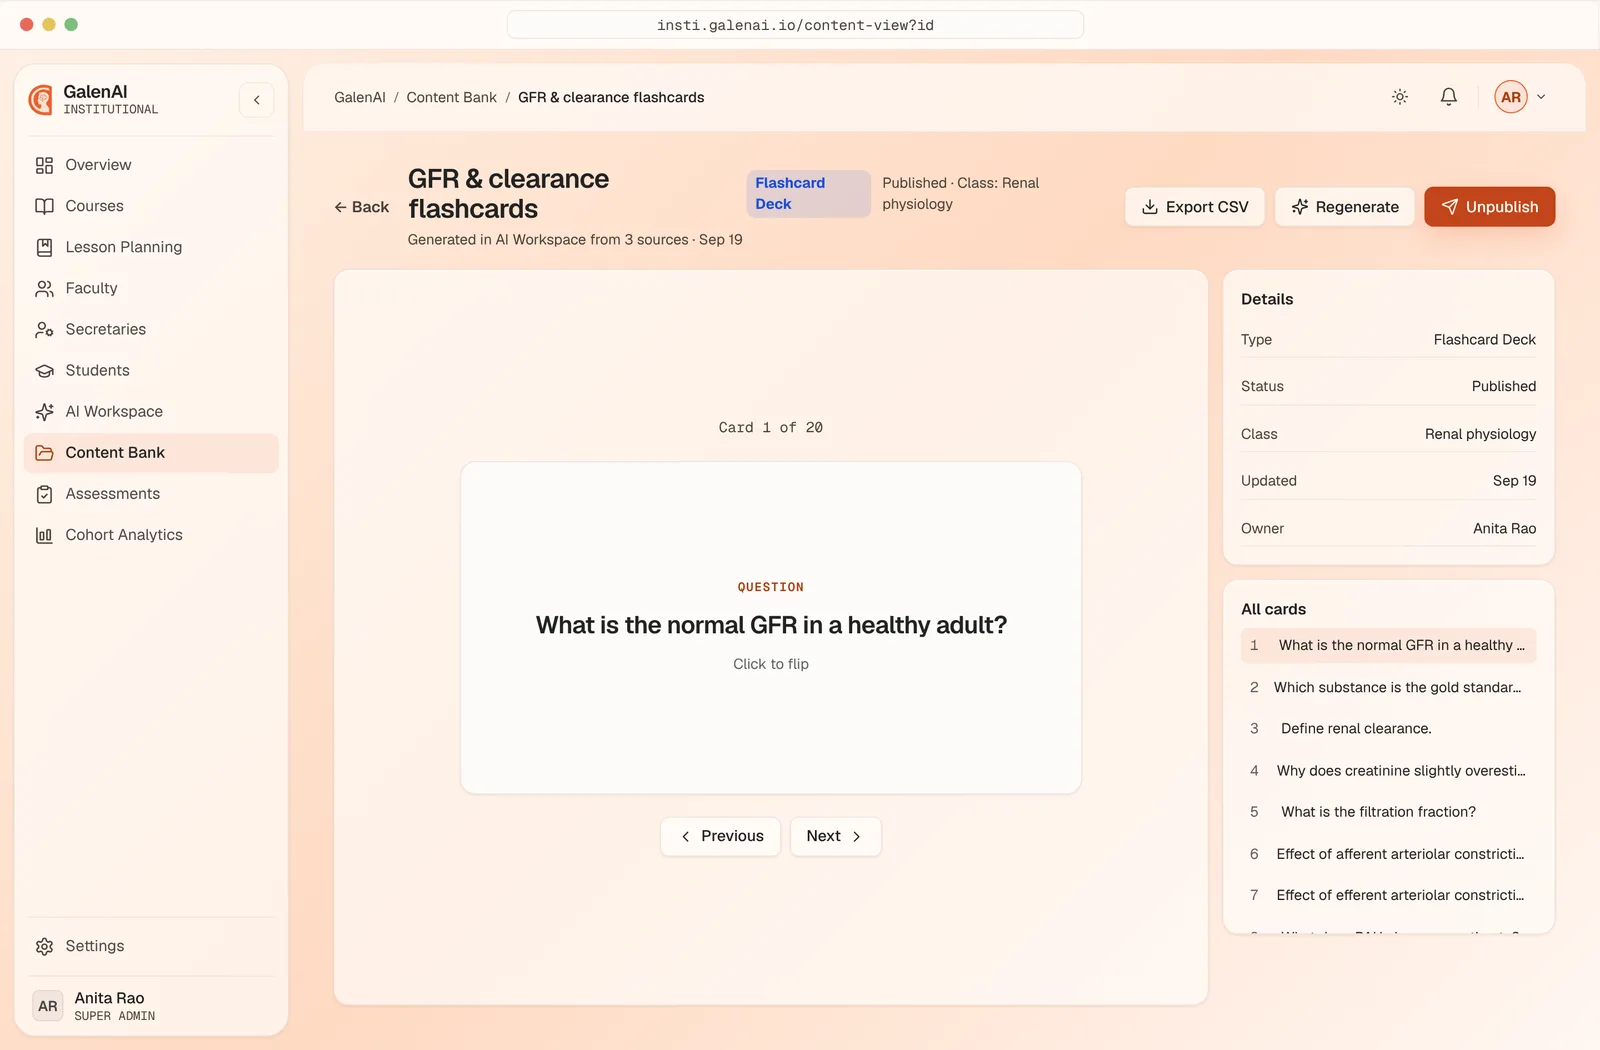 insti.galenai.io/content-view?id
GalenAI
INSTITUTIONAL
Overview
Courses
Lesson Planning
Faculty
Secretaries
Students
AI Workspace
Content Bank
Assessments
Cohort Analytics
Settings
AR
Anita Rao
SUPER ADMIN
GalenAI / Content Bank / GFR & clearance flashcards
AR
Back
GFR & clearance
flashcards
Generated in AI Workspace from 3 sources · Sep 19
Flashcard
Deck
Published · Class: Renal
physiology
Export CSV
Regenerate
Unpublish
Card 1 of 20
QUESTION
What is the normal GFR in a healthy adult?
Click to flip
Previous
Next
Details
Type Flashcard Deck
Status Published
Class Renal physiology
Updated Sep 19
Owner Anita Rao
All cards
1 What is the normal GFR in a healthy ...
2 Which substance is the gold standar...
3 Define renal clearance.
4 Why does creatinine slightly overesti...
5 What is the filtration fraction?
6 Effect of afferent arteriolar constricti...
7 Effect of efferent arteriolar constricti...